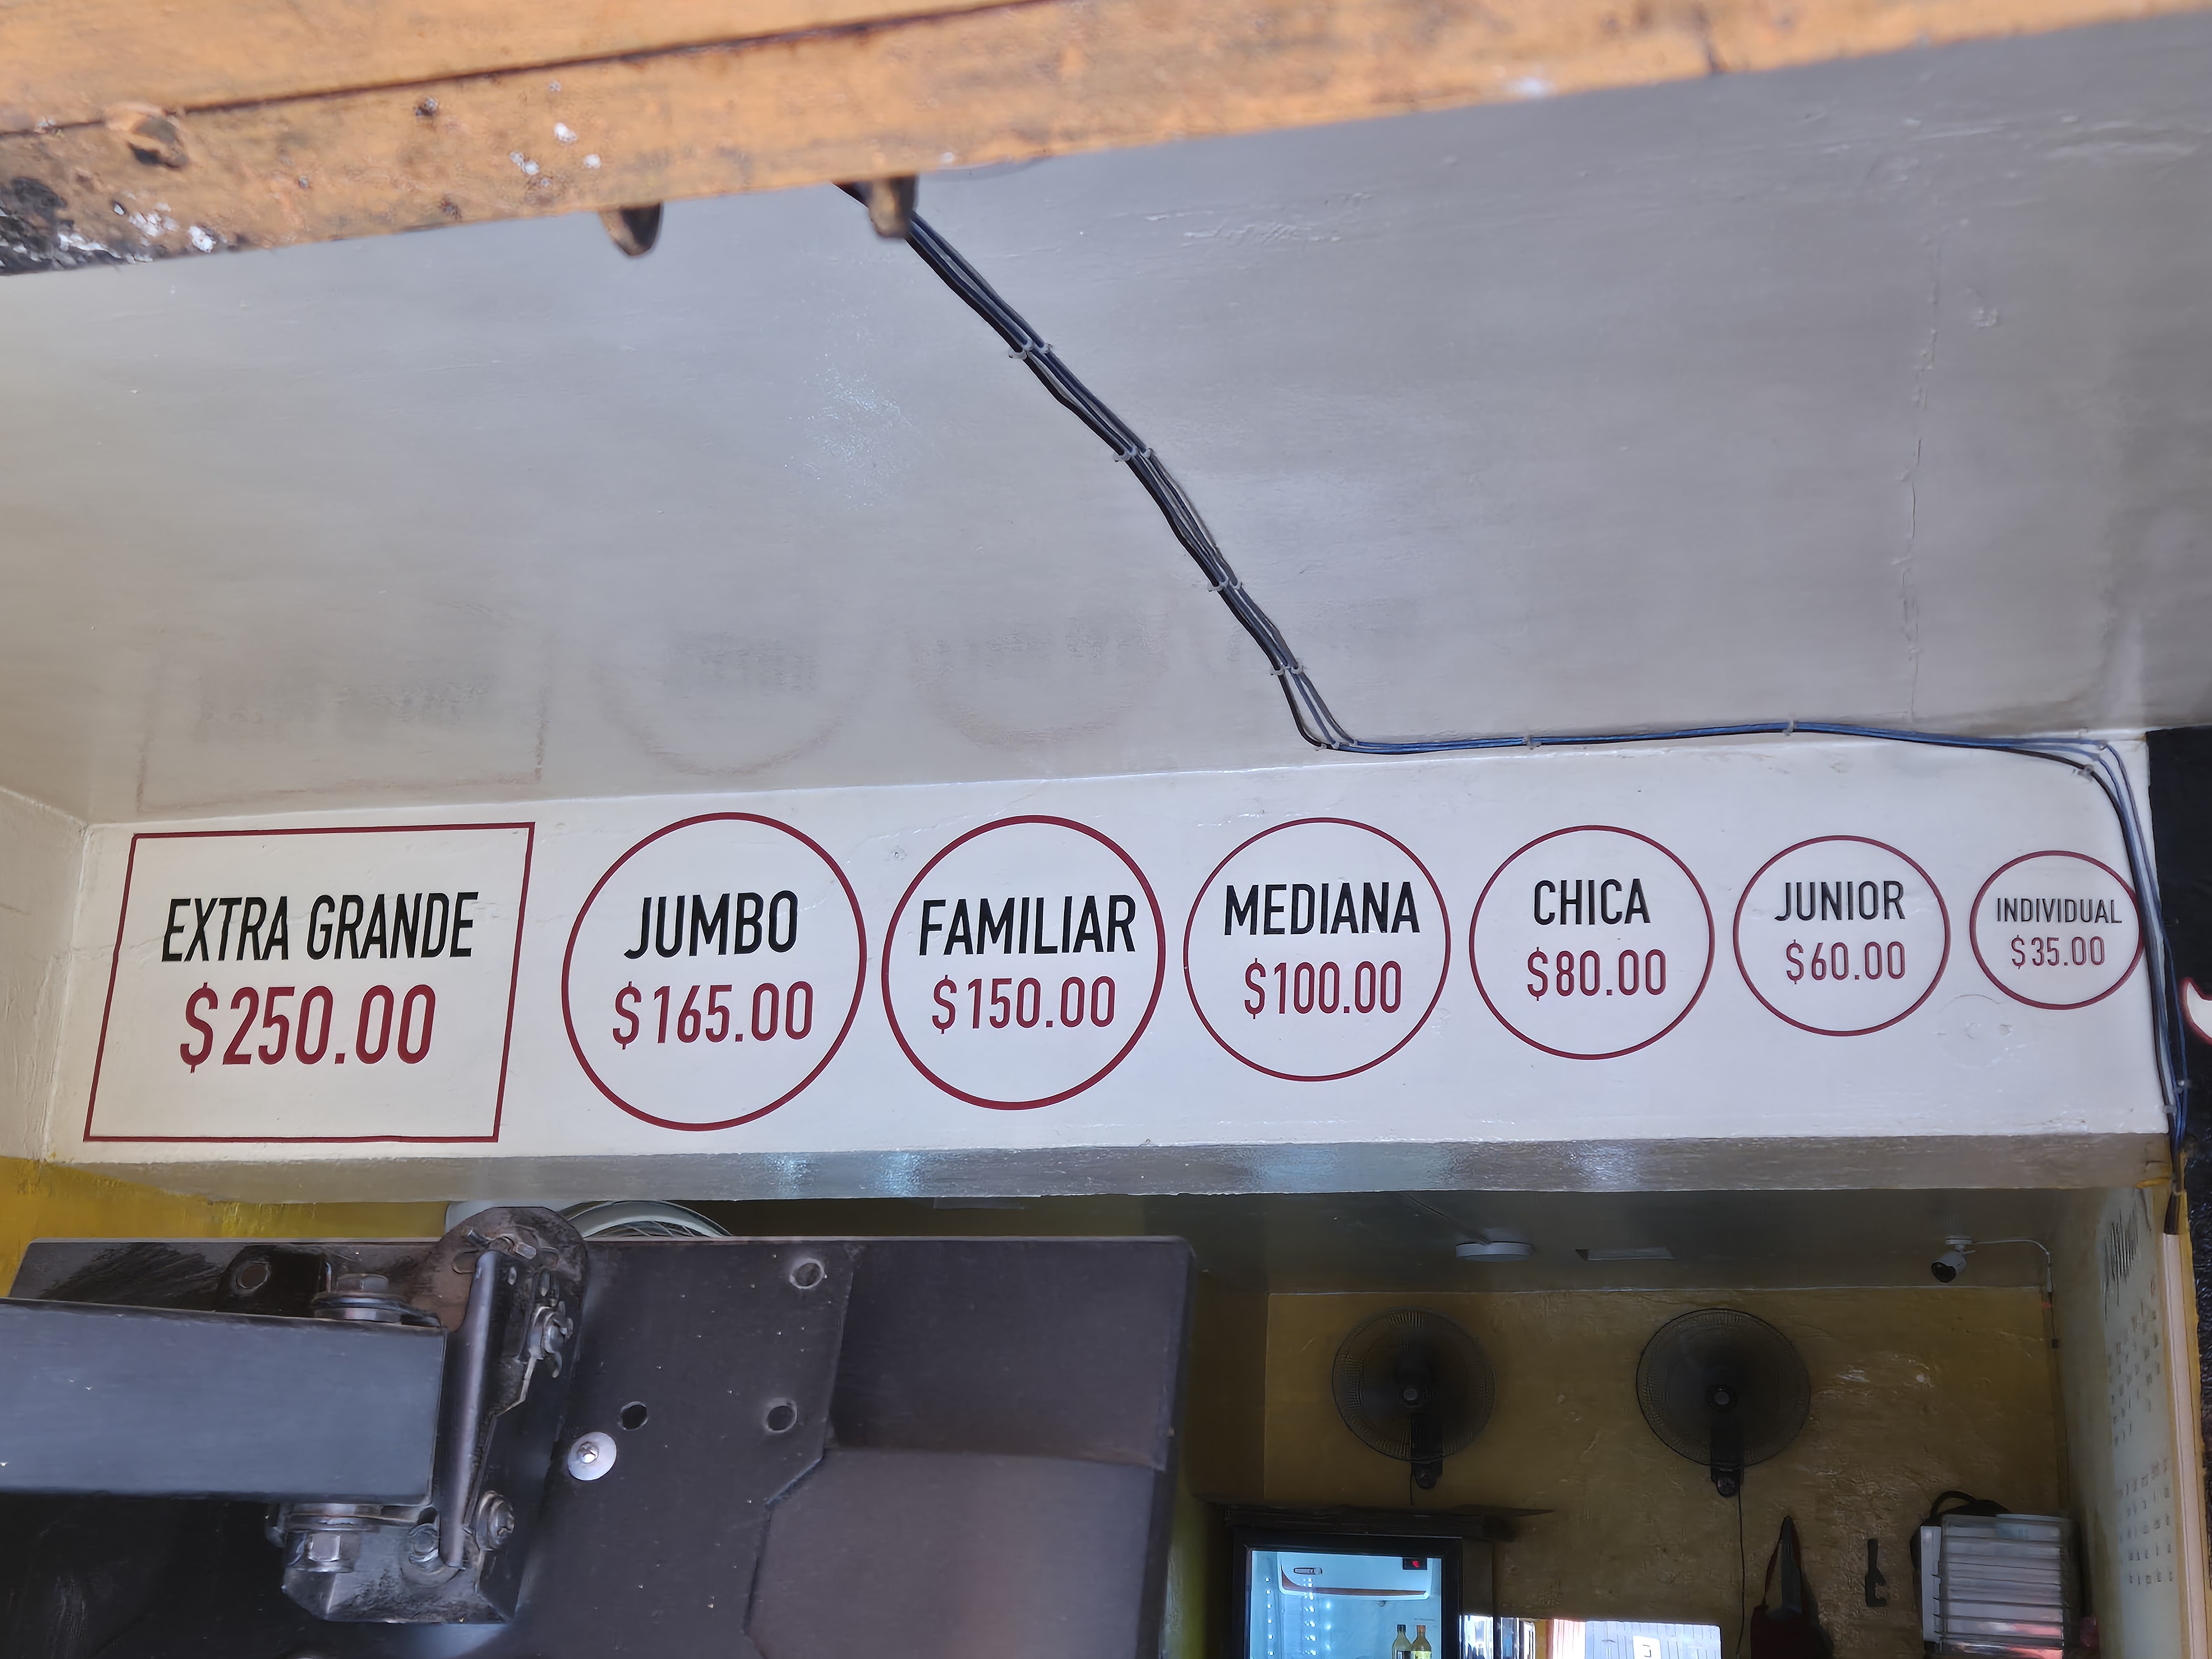 EXTRA GRANDE
$250.00
JUMBO
$165.00
FAMILIAR
$150.00
MEDIANA
$100.00
CHICA
$80.00
JUNIOR
$60.00
INDIVIDUAL
$35.00